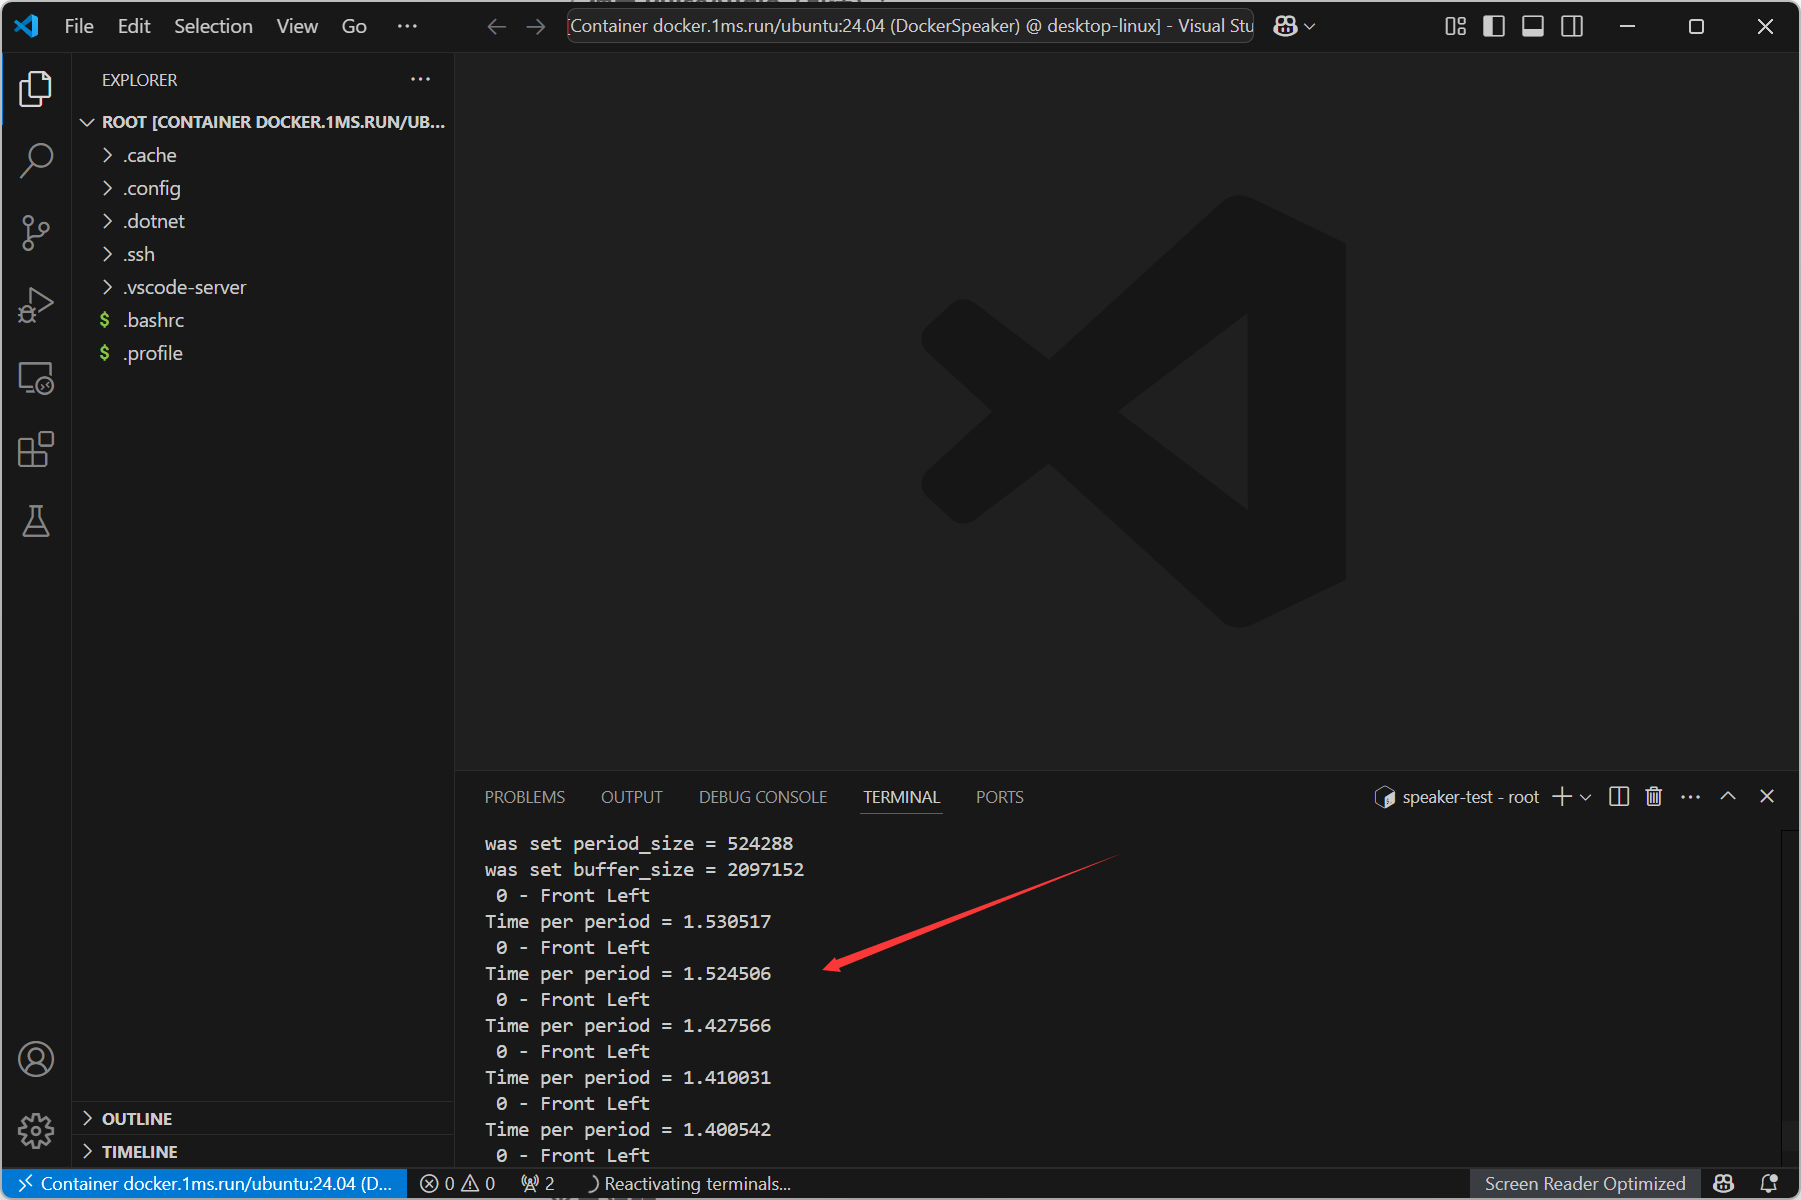 File Edit Selection View Go ···
[Container docker.1ms.run/ubuntu:24.04 (DockerSpeaker) @ desktop-linux] - Visual Stu
EXPLORER
ROOT [CONTAINER DOCKER.1MS.RUN/UB...
.cache
.config
.dotnet
.ssh
.vscode-server
$ .bashrc
$ .profile
OUTLINE
TIMELINE
PROBLEMS OUTPUT DEBUG CONSOLE TERMINAL PORTS
speaker-test - root
was set period_size = 524288
was set buffer_size = 2097152
0 - Front Left
Time per period = 1.530517
0 - Front Left
Time per period = 1.524506
0 - Front Left
Time per period = 1.427566
0 - Front Left
Time per period = 1.410031
0 - Front Left
Time per period = 1.400542
0 - Front Left
Container docker.1ms.run/ubuntu:24.04 (D... 0 0 2 Reactivating terminals... Screen Reader Optimized